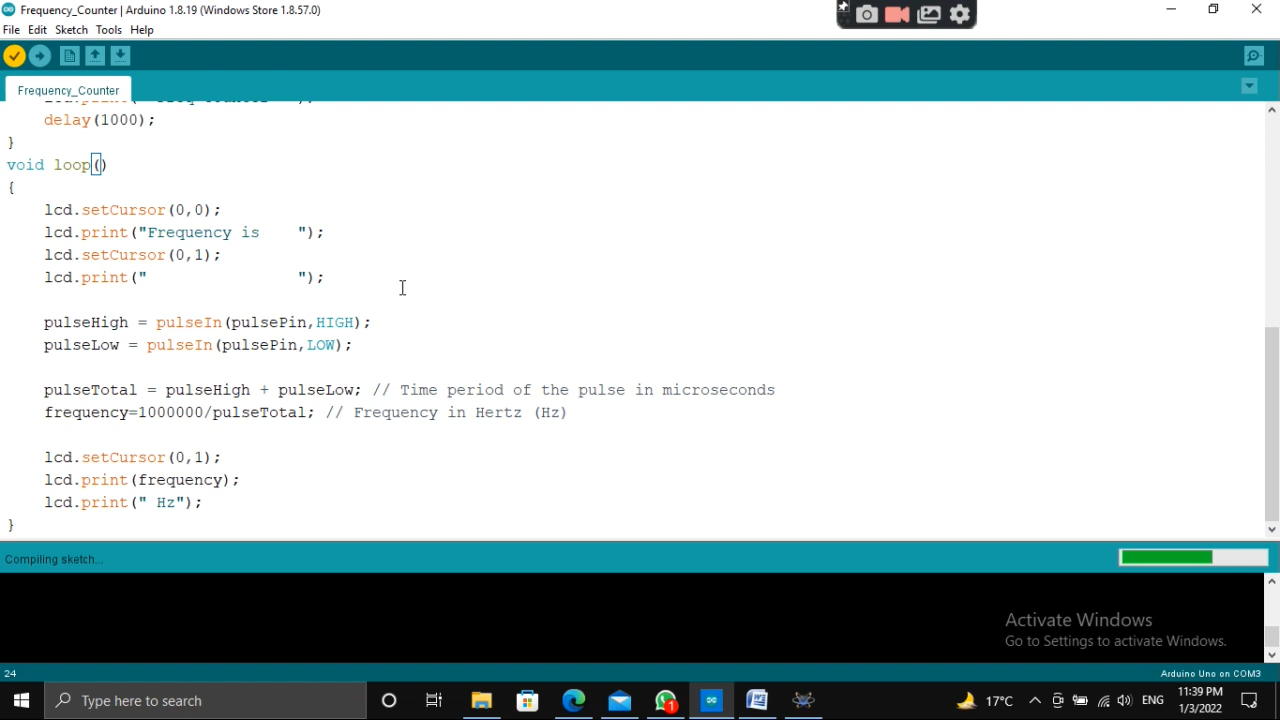 Frequency_Counter | Arduino 1.8.19 (Windows Store 1.8.57.0)
File Edit Sketch Tools Help
Frequency_Counter
delay(1000);
}
void loop()
{
lcd.setCursor(0,0);
lcd.print("Frequency is    ");
lcd.setCursor(0,1);
lcd.print("                ");
pulseHigh = pulseIn(pulsePin,HIGH);
pulseLow = pulseIn(pulsePin,LOW);
pulseTotal = pulseHigh + pulseLow; // Time period of the pulse in microseconds
frequency=1000000/pulseTotal; // Frequency in Hertz (Hz)
lcd.setCursor(0,1);
lcd.print(frequency);
lcd.print(" Hz");
}
Compiling sketch...
Activate Windows
Go to Settings to activate Windows.
24
Arduino Uno on COM3
Type here to search
1
17°C
ENG
11:39 PM
1/3/2022